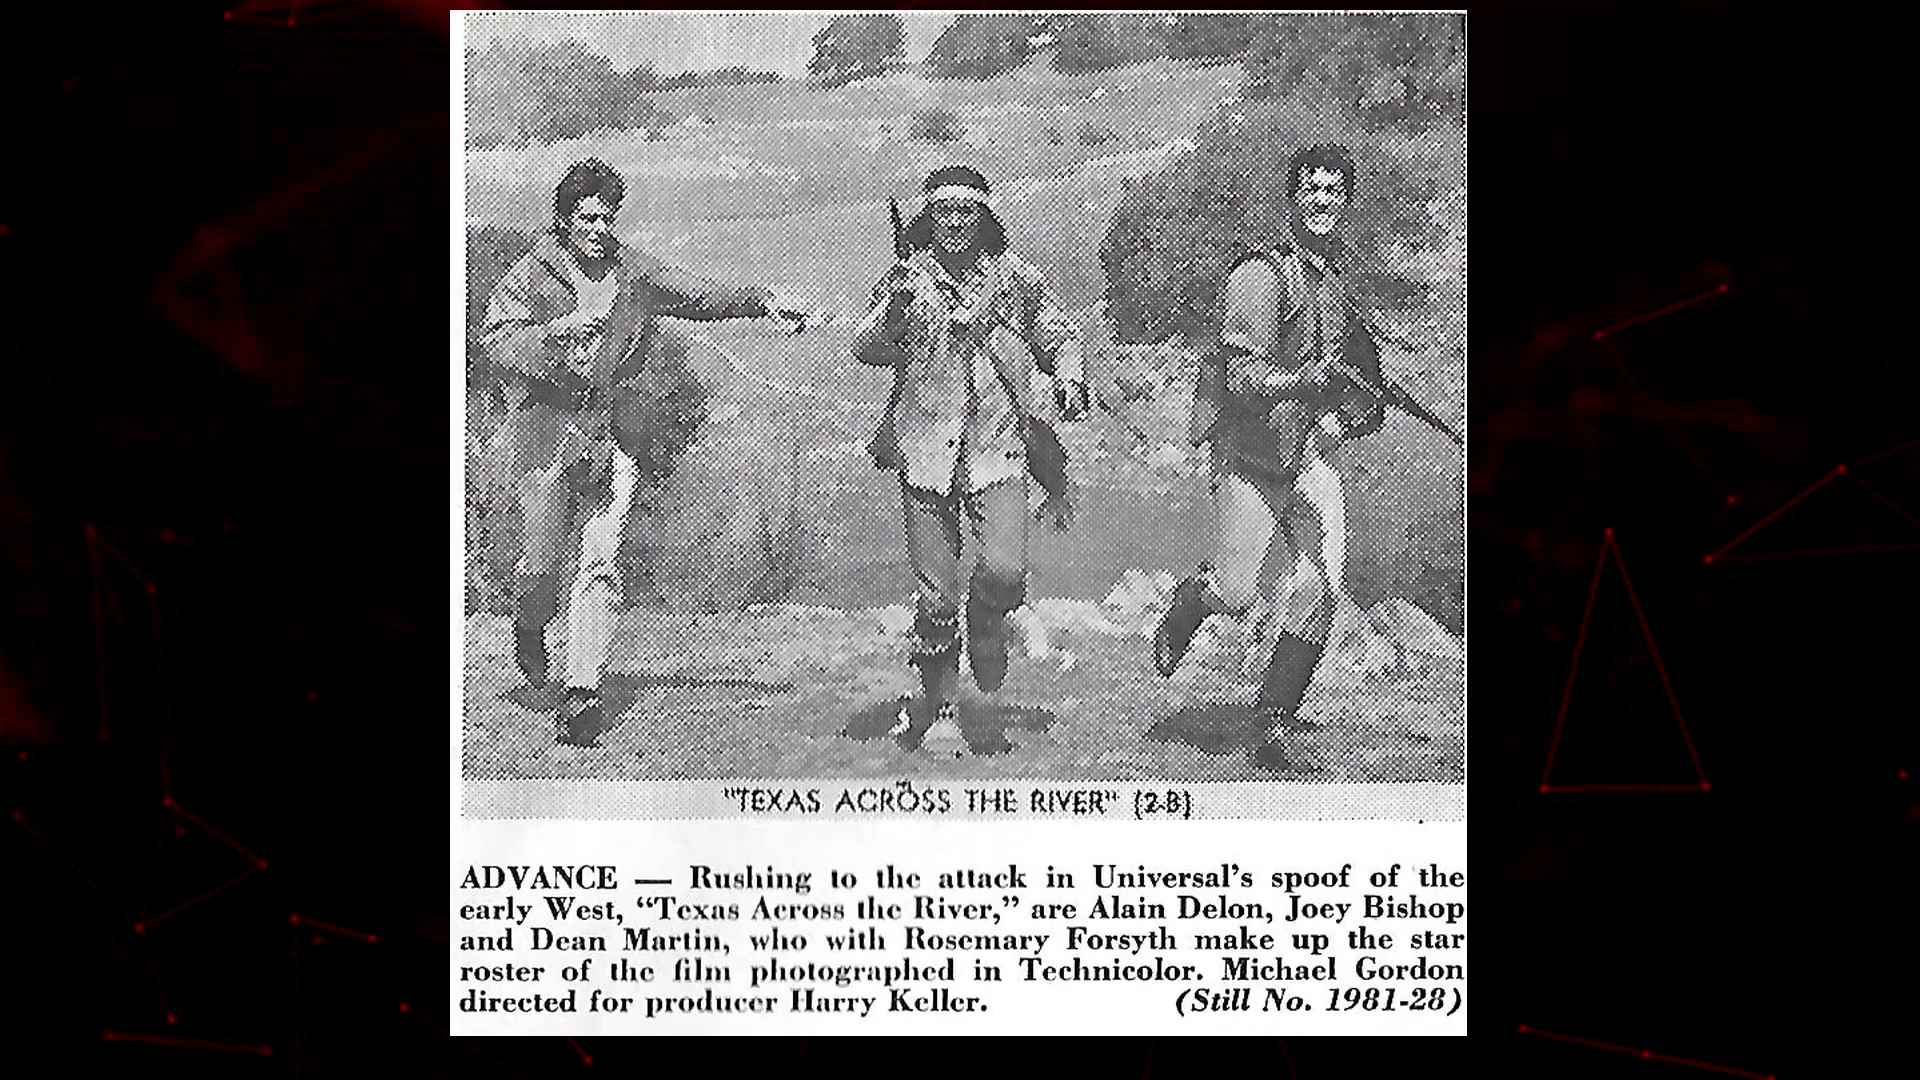 "TEXAS ACROSS THE RIVER" (2-B)
ADVANCE — Rushing to the attack in Universal's spoof of the
early West, "Texas Across the River," are Alain Delon, Joey Bishop
and Dean Martin, who with Rosemary Forsyth make up the star
roster of the film photographed in Technicolor. Michael Gordon
directed for producer Harry Keller. (Still No. 1981-28)